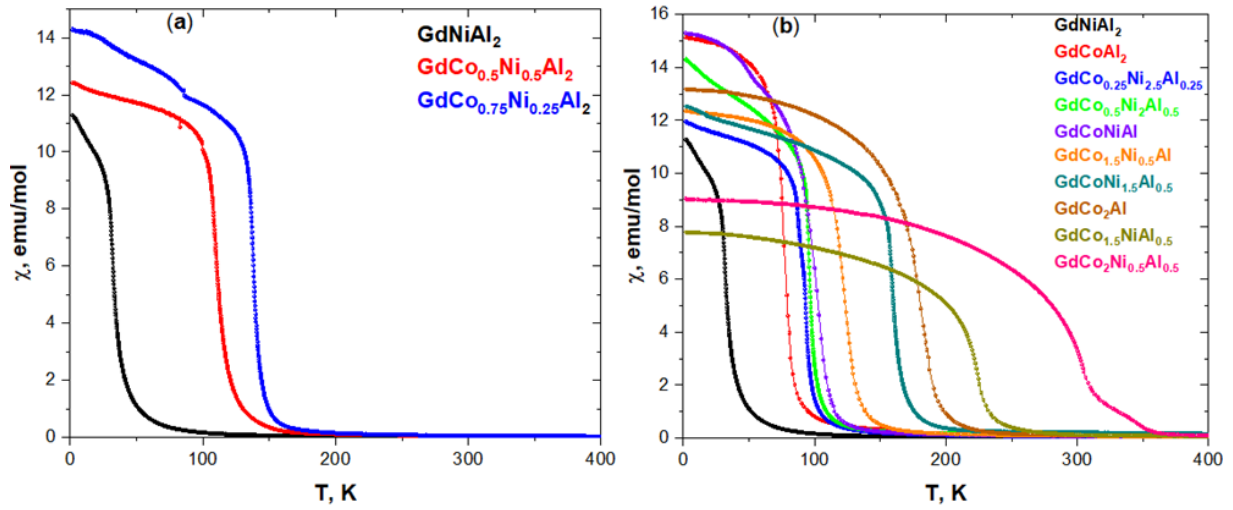 (a)
GdNiAl₂
GdCo₀.₅Ni₀.₅Al₂
GdCo₀.₇₅Ni₀.₂₅Al₂
χ, emu/mol
14
12
10
8
6
4
2
0
0 100 200 300 400
T, K
(b)
GdNiAl₂
GdCoAl₂
GdCo₀.₂₅Ni₂.₅Al₀.₂₅
GdCo₀.₅Ni₂Al₀.₅
GdCoNiAl
GdCo₁.₅Ni₀.₅Al
GdCoNi₁.₅Al₀.₅
GdCo₂Al
GdCo₁.₅NiAl₀.₅
GdCo₂Ni₀.₅Al₀.₅
χ, emu/mol
16
14
12
10
8
6
4
2
0
0 100 200 300 400
T, K